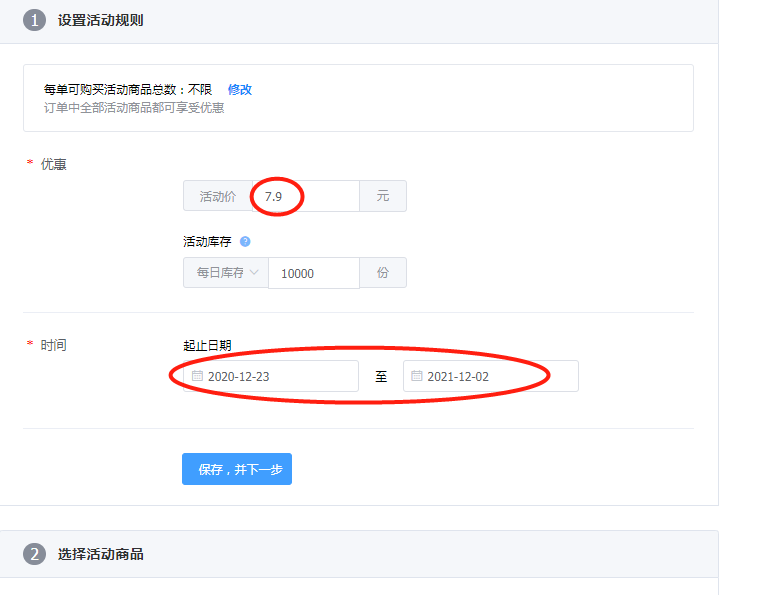 1 设置活动规则
每单可购买活动商品总数：不限 修改
订单中全部活动商品都可享受优惠
* 优惠
活动价 7.9 元
活动库存 ?
每日库存 10000 份
* 时间 起止日期
2020-12-23 至 2021-12-02
保存，并下一步
2 选择活动商品